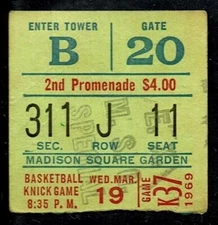 ENTER TOWER GATE
B 20
2nd Promenade $4.00
311 J 11
SEC. ROW SEAT
MADISON SQUARE GARDEN
BASKETBALL WED. MAR.
KNICK GAME 19
8:35 P. M.
GAME K37 1969